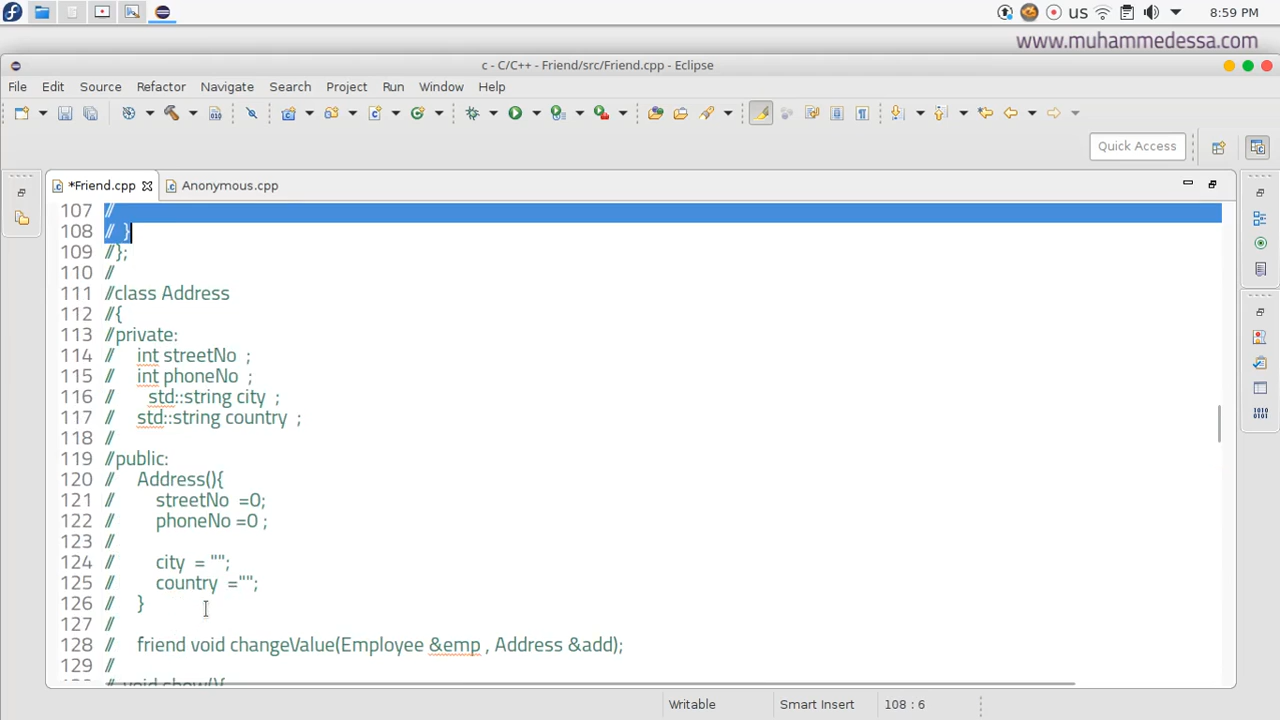 us
8:59 PM
www.muhammedessa.com
c - C/C++ - Friend/src/Friend.cpp - Eclipse
File Edit Source Refactor Navigate Search Project Run Window Help
Quick Access
*Friend.cpp Anonymous.cpp
107 //
108 // }
109 //};
110 //
111 //class Address
112 //{
113 //private:
114 // int streetNo ;
115 // int phoneNo ;
116 // std::string city ;
117 // std::string country ;
118 //
119 //public:
120 // Address(){
121 // streetNo =0;
122 // phoneNo =0 ;
123 //
124 // city = "";
125 // country ="";
126 // }
127 //
128 // friend void changeValue(Employee &emp , Address &add);
129 //
// void show(){
Writable Smart Insert 108 : 6